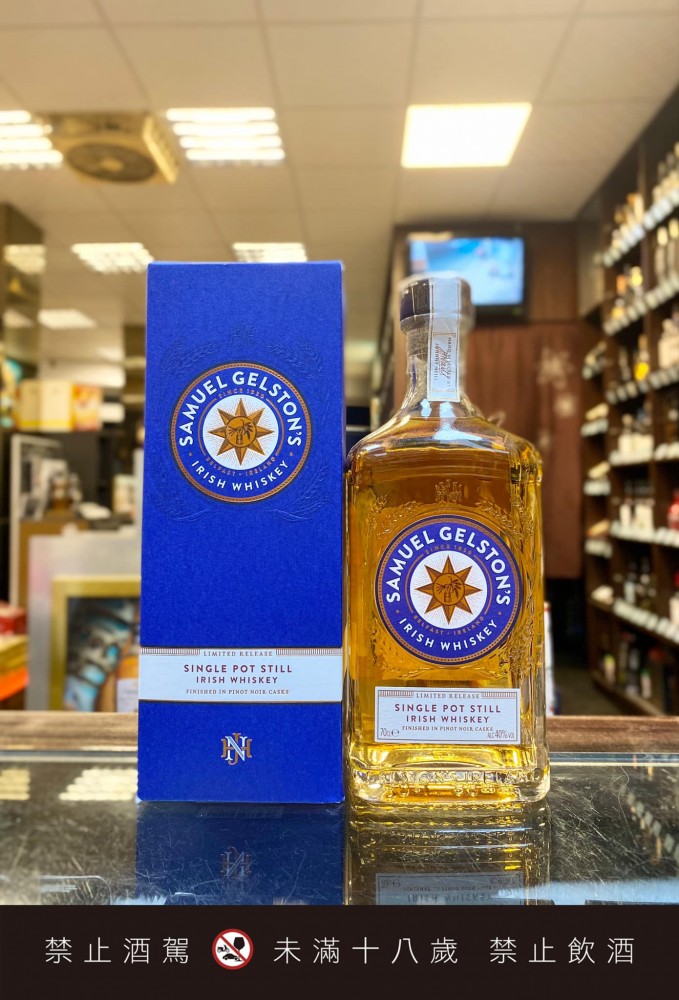 SAMUEL GELSTON'S
SINCE 1830
BELFAST • IRELAND
IRISH WHISKEY
LIMITED RELEASE
SINGLE POT STILL
IRISH WHISKEY
FINISHED IN PINOT NOIR CASKS
NJH
SAMUEL GELSTON'S
SINCE 1830
BELFAST • IRELAND
IRISH WHISKEY
LIMITED RELEASE
SINGLE POT STILL
IRISH WHISKEY
FINISHED IN PINOT NOIR CASKS
70cl e ALC 40% VOL
禁止酒駕 未滿十八歲 禁止飲酒